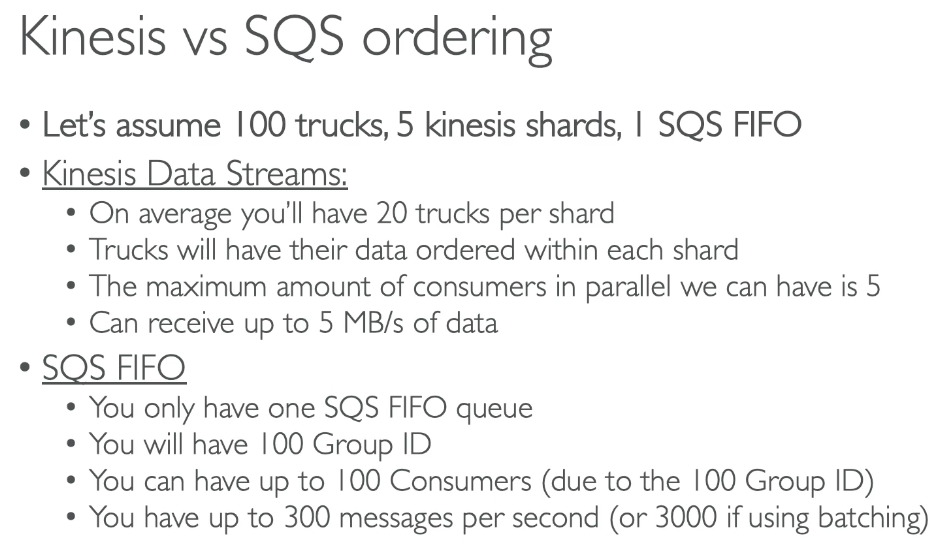 Kinesis vs SQS ordering
• Let's assume 100 trucks, 5 kinesis shards, 1 SQS FIFO
• Kinesis Data Streams:
• On average you'll have 20 trucks per shard
• Trucks will have their data ordered within each shard
• The maximum amount of consumers in parallel we can have is 5
• Can receive up to 5 MB/s of data
• SQS FIFO
• You only have one SQS FIFO queue
• You will have 100 Group ID
• You can have up to 100 Consumers (due to the 100 Group ID)
• You have up to 300 messages per second (or 3000 if using batching)